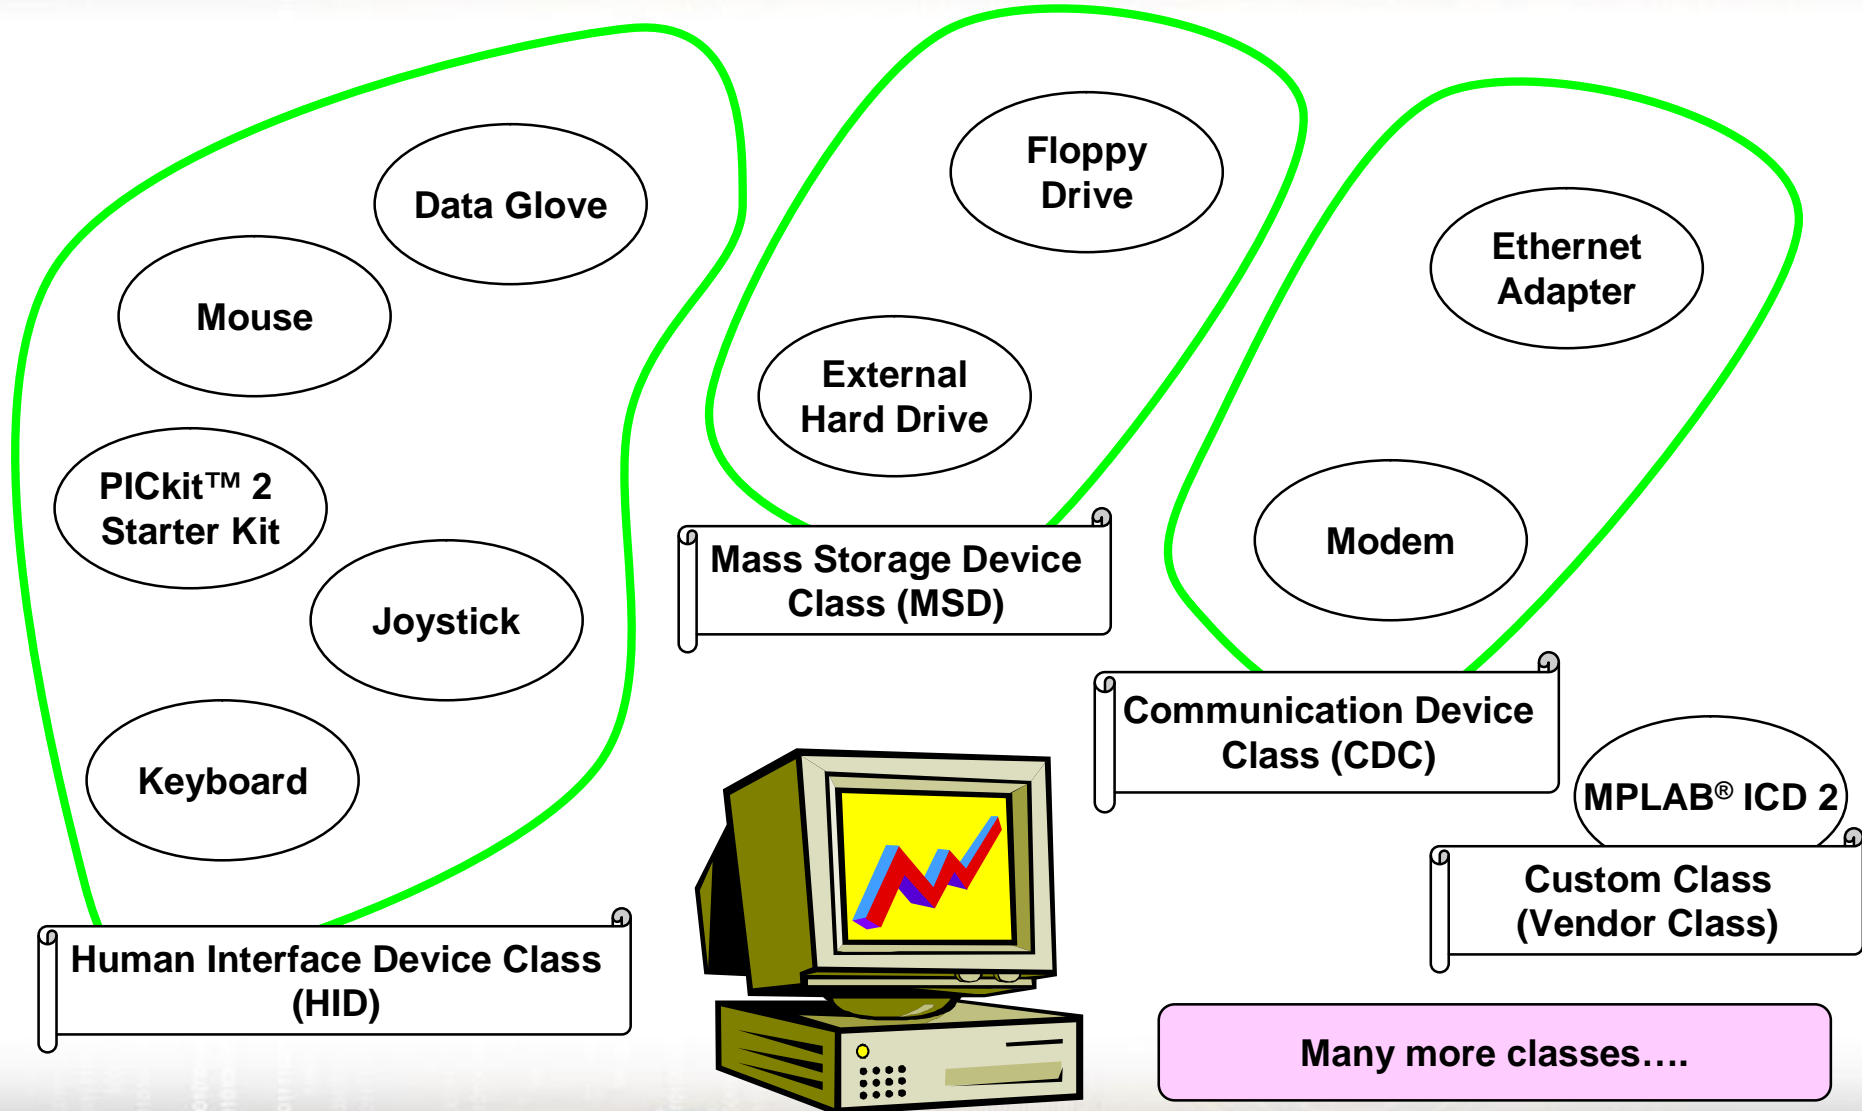 Data Glove
Mouse
PICkit™ 2
Starter Kit
Joystick
Keyboard
Human Interface Device Class
(HID)
Floppy
Drive
External
Hard Drive
Mass Storage Device
Class (MSD)
Ethernet
Adapter
Modem
Communication Device
Class (CDC)
MPLAB® ICD 2
Custom Class
(Vendor Class)
Many more classes....